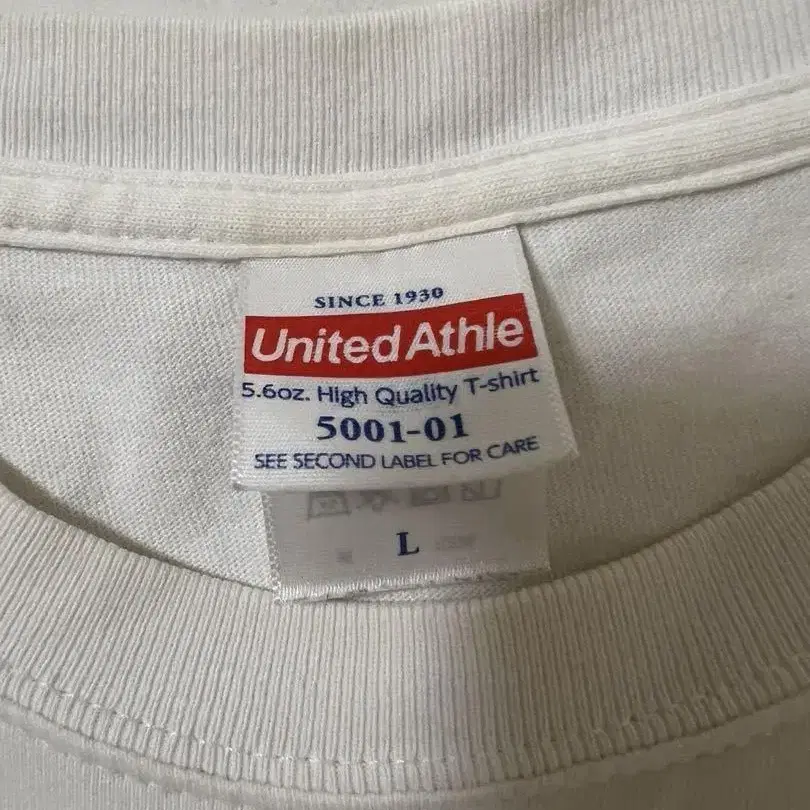 SINCE 1930
United Athle
5.6oz. High Quality T-shirt
5001-01
SEE SECOND LABEL FOR CARE
L